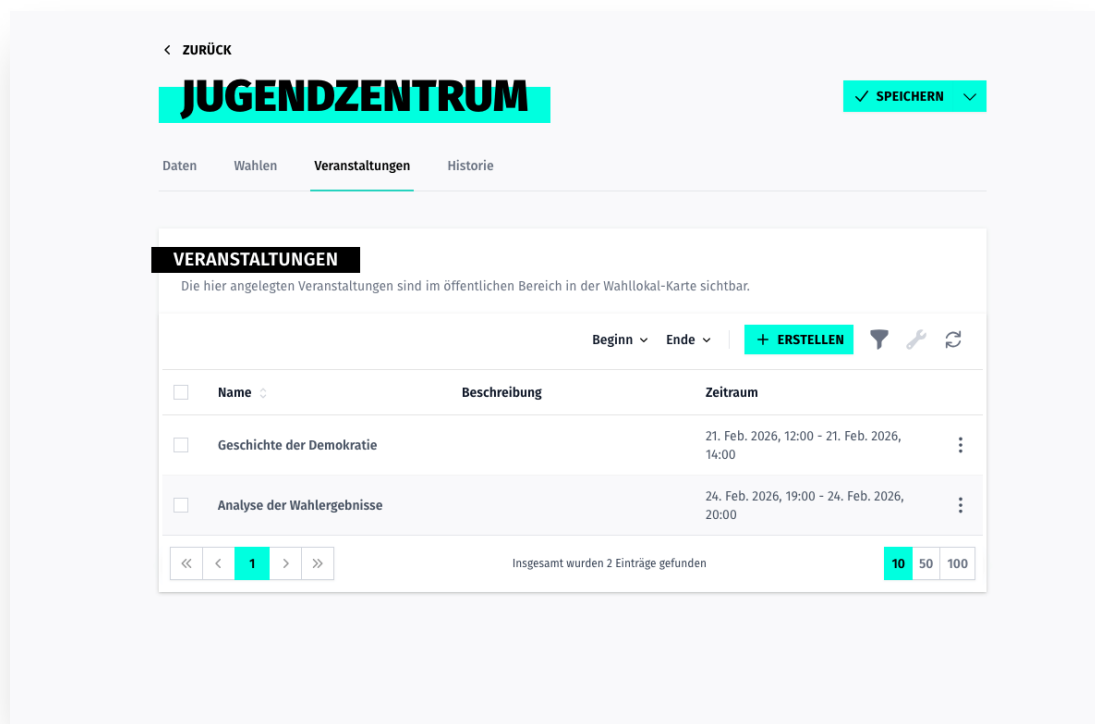 ZURÜCK
JUGENDZENTRUM
SPEICHERN
Daten Wahlen Veranstaltungen Historie
VERANSTALTUNGEN
Die hier angelegten Veranstaltungen sind im öffentlichen Bereich in der Wahllokal-Karte sichtbar.
Beginn Ende + ERSTELLEN
Name Beschreibung Zeitraum
Geschichte der Demokratie 21. Feb. 2026, 12:00 - 21. Feb. 2026,
14:00
Analyse der Wahlergebnisse 24. Feb. 2026, 19:00 - 24. Feb. 2026,
20:00
« < 1 > » Insgesamt wurden 2 Einträge gefunden 10 50 100